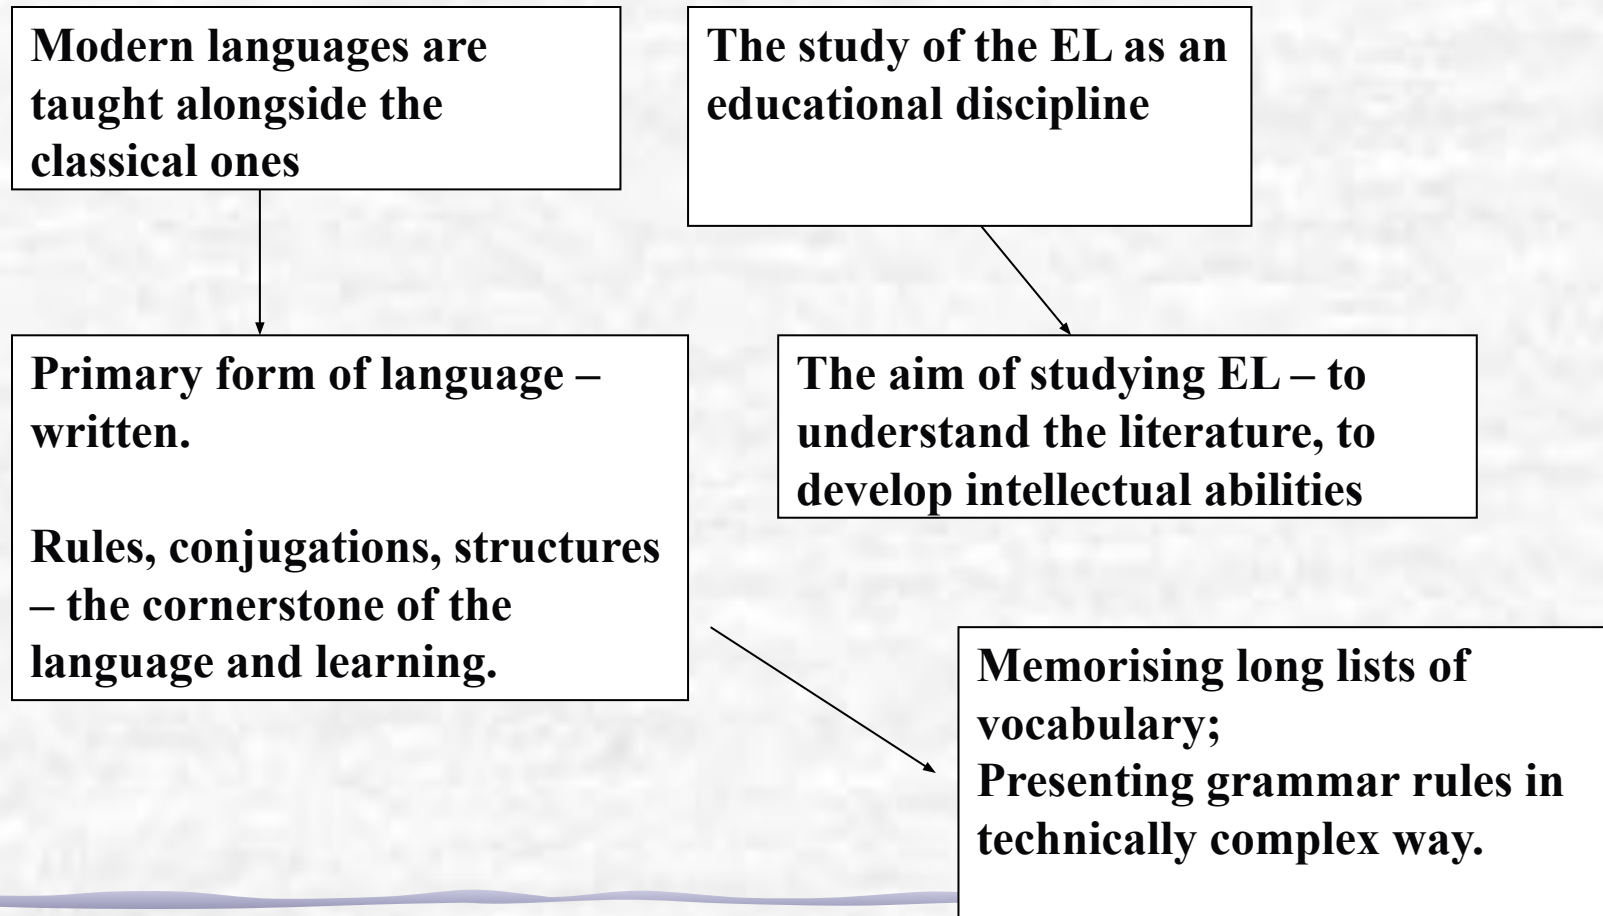 Modern languages are
taught alongside the
classical ones
The study of the EL as an
educational discipline
Primary form of language –
written.
Rules, conjugations, structures
– the cornerstone of the
language and learning.
The aim of studying EL – to
understand the literature, to
develop intellectual abilities
Memorising long lists of
vocabulary;
Presenting grammar rules in
technically complex way.